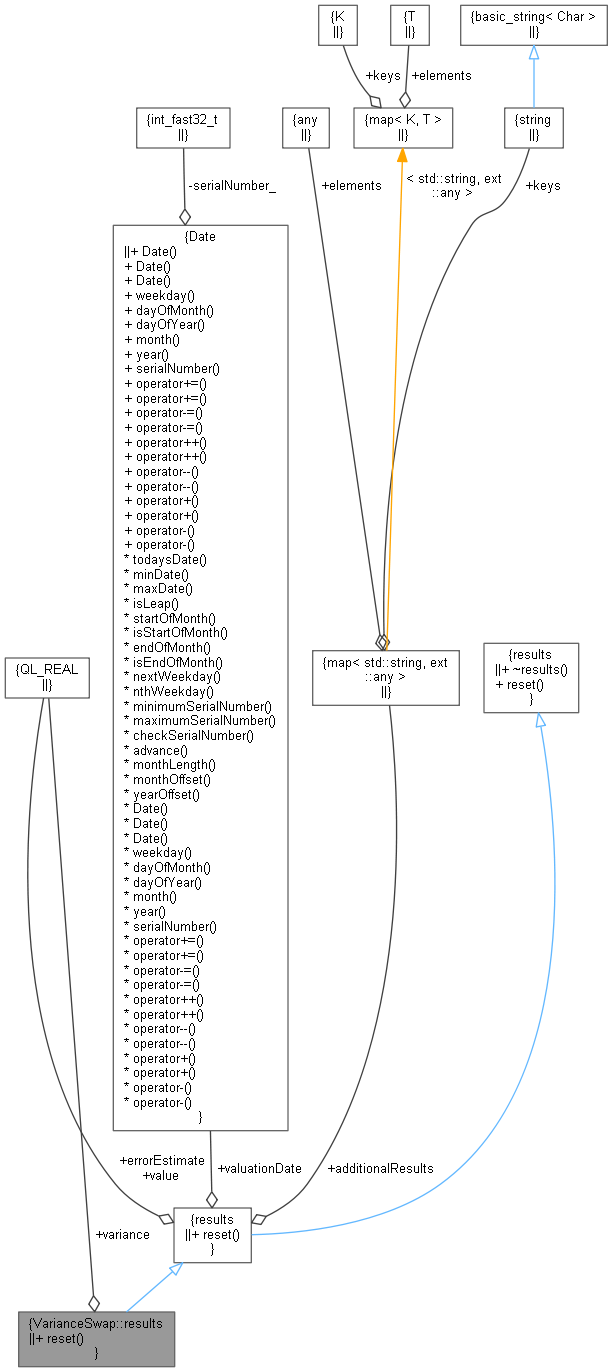 {K
||}
{T
||}
{basic_string< Char >
||}
+keys
+elements
{int_fast32_t
||}
{any
||}
{map< K, T >
||}
{string
||}
-serialNumber_
+elements
< std::string, ext
::any >
+keys
{Date
||+ Date()
+ Date()
+ Date()
+ weekday()
+ dayOfMonth()
+ dayOfYear()
+ month()
+ year()
+ serialNumber()
+ operator+=()
+ operator+=()
+ operator-=()
+ operator-=()
+ operator++()
+ operator++()
+ operator--()
+ operator--()
+ operator+()
+ operator+()
+ operator-()
+ operator-()
* todaysDate()
* minDate()
* maxDate()
* isLeap()
* startOfMonth()
* isStartOfMonth()
* endOfMonth()
* isEndOfMonth()
* nextWeekday()
* nthWeekday()
* minimumSerialNumber()
* maximumSerialNumber()
* checkSerialNumber()
* advance()
* monthLength()
* monthOffset()
* yearOffset()
* Date()
* Date()
* Date()
* weekday()
* dayOfMonth()
* dayOfYear()
* month()
* year()
* serialNumber()
* operator+=()
* operator+=()
* operator-=()
* operator-=()
* operator++()
* operator++()
* operator--()
* operator--()
* operator+()
* operator+()
* operator-()
* operator-()
}
{QL_REAL
||}
{map< std::string, ext
::any >
||}
{results
||+ ~results()
+ reset()
}
+errorEstimate
+value
+valuationDate
+additionalResults
{results
||+ reset()
}
+variance
{VarianceSwap::results
||+ reset()
}